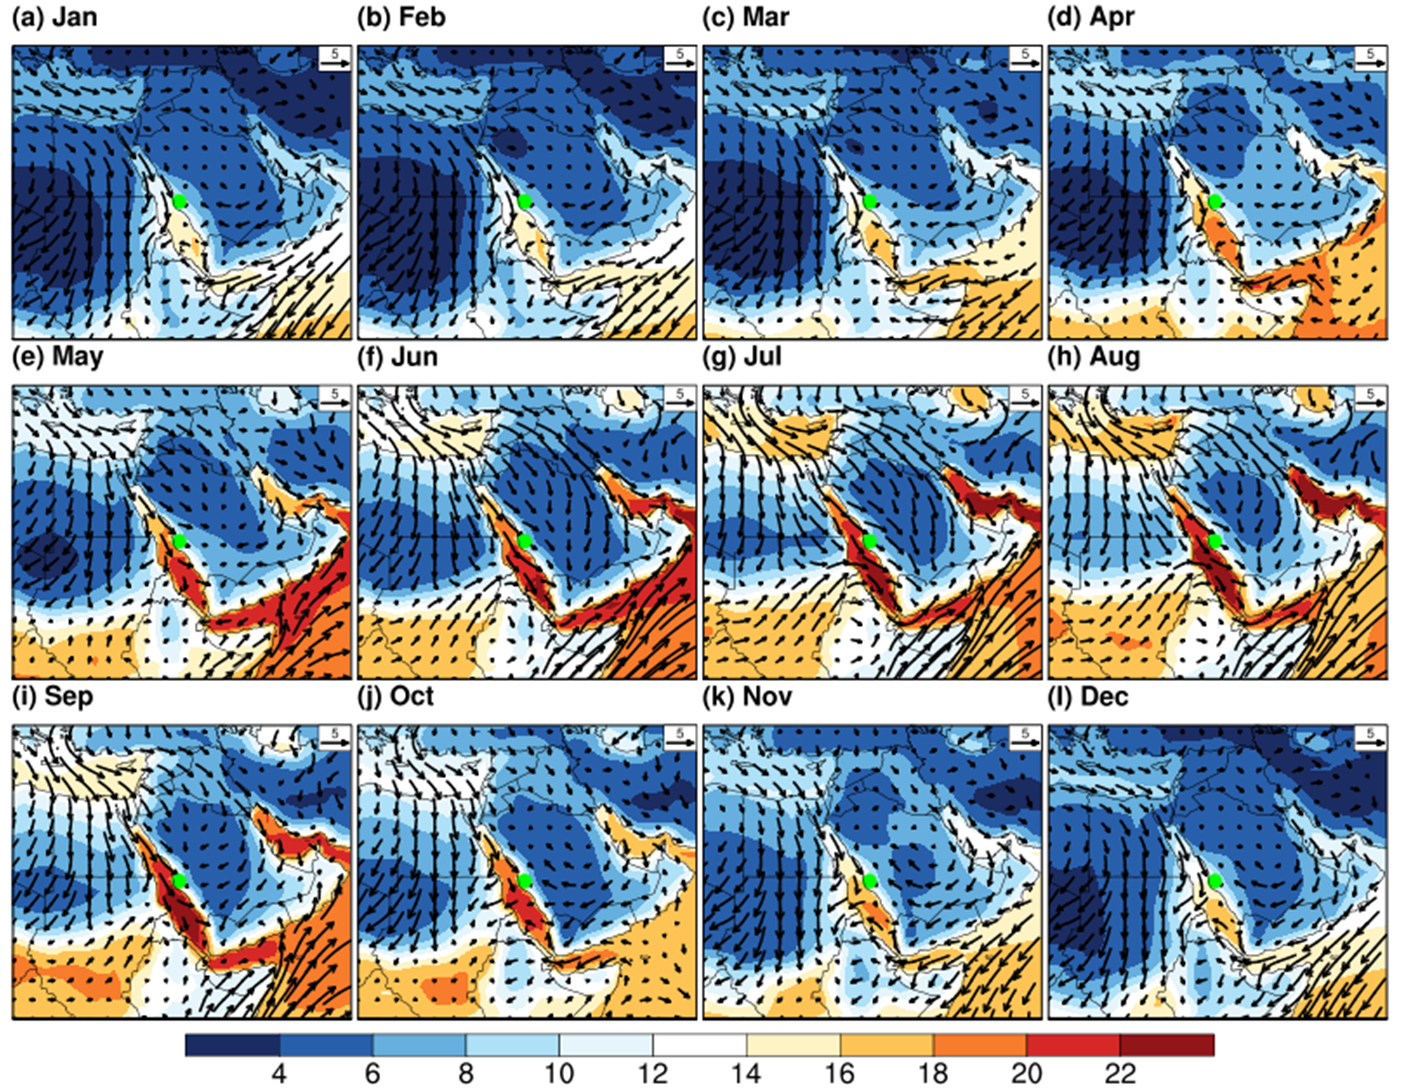 (a) Jan
(b) Feb
(c) Mar
(d) Apr
5
5
5
5
(e) May
(f) Jun
(g) Jul
(h) Aug
5
5
5
5
(i) Sep
(j) Oct
(k) Nov
(l) Dec
5
5
5
5
4 6 8 10 12 14 16 18 20 22